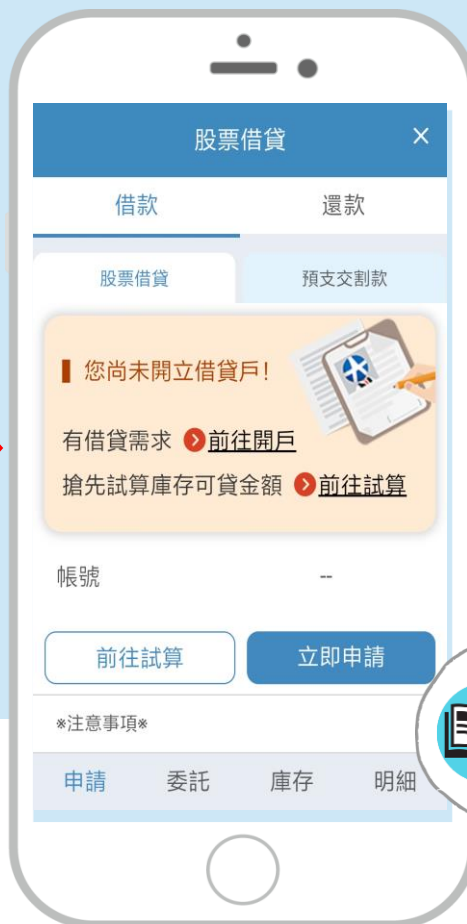 股票借貸 ×
借款 還款
股票借貸 預支交割款
您尚未開立借貸戶!
有借貸需求 前往開戶
搶先試算庫存可貸金額 前往試算
帳號 --
前往試算 立即申請
※注意事項※
申請 委託 庫存 明細